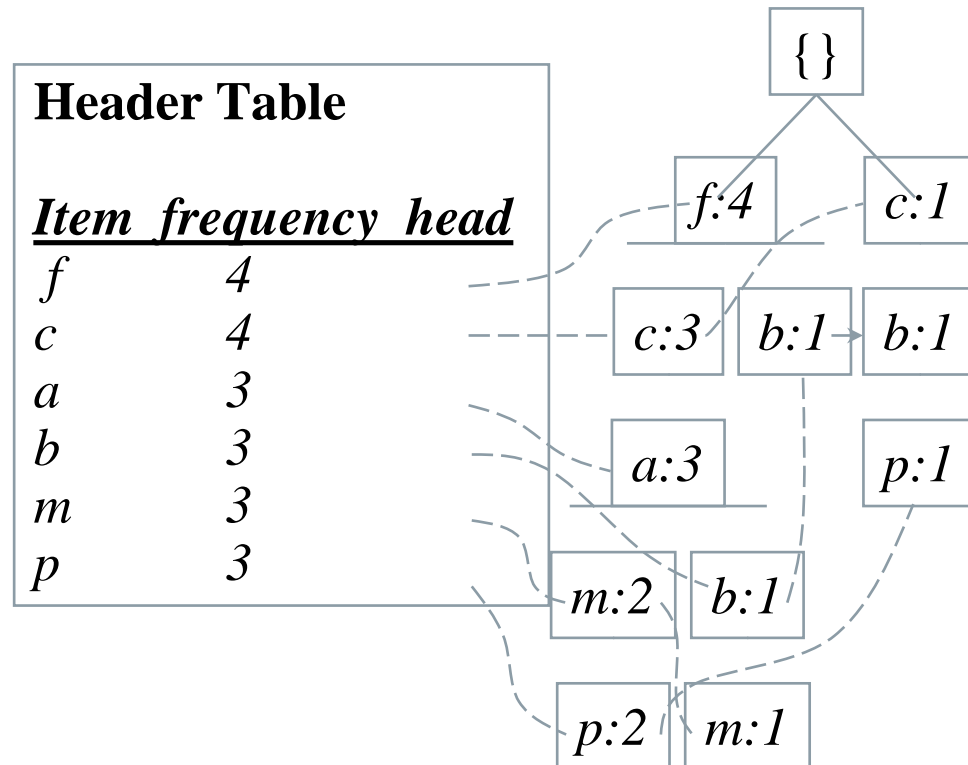 {}
Header Table
Item frequency head
f 4
c 4
a 3
b 3
m 3
p 3
f:4 c:1
c:3 b:1 b:1
a:3 p:1
m:2 b:1
p:2 m:1